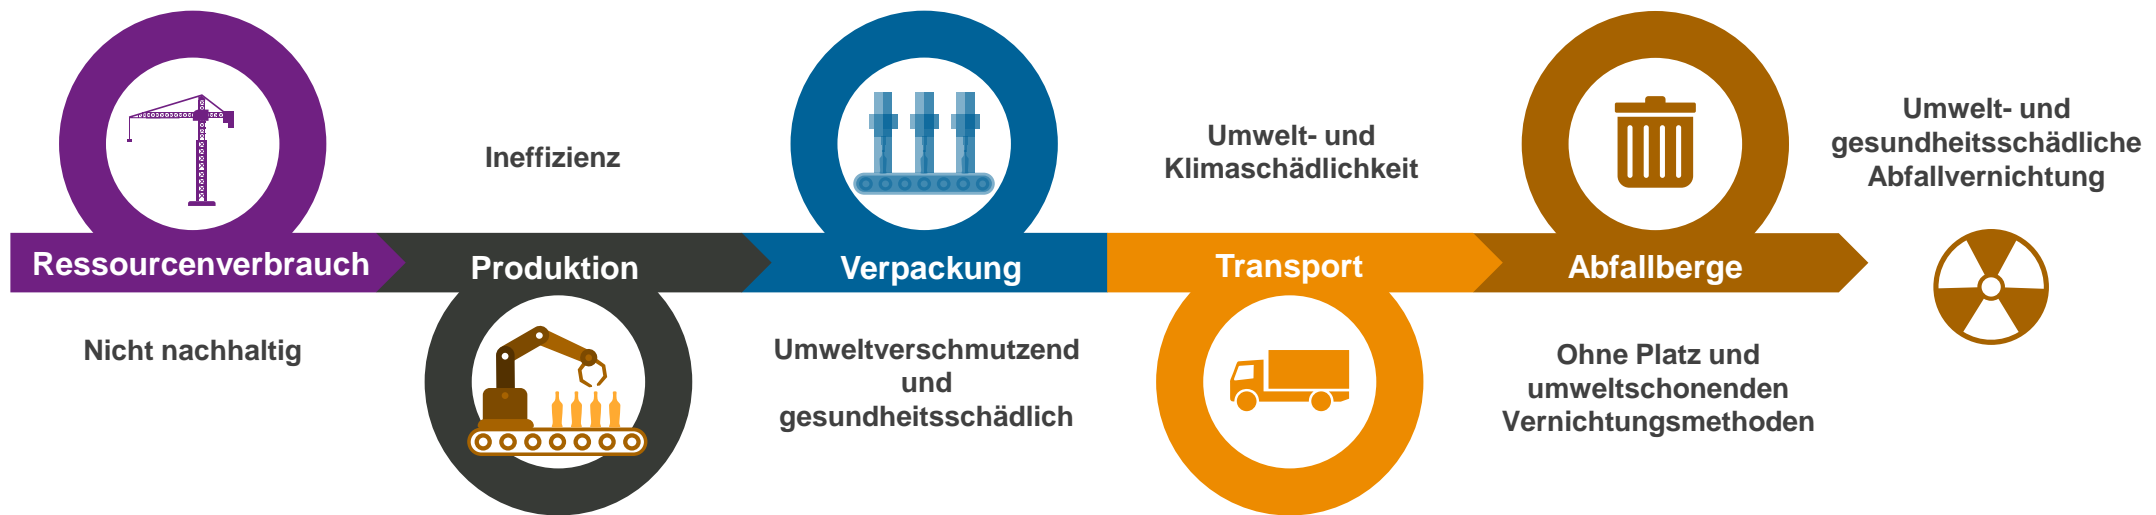 Ressourcenverbrauch
Nicht nachhaltig
Ineffizienz
Produktion
Verpackung
Umweltverschmutzend
und
gesundheitsschädlich
Umwelt- und
Klimaschädlichkeit
Transport
Abfallberge
Ohne Platz und
umweltschonenden
Vernichtungsmethoden
Umwelt- und
gesundheitsschädliche
Abfallvernichtung